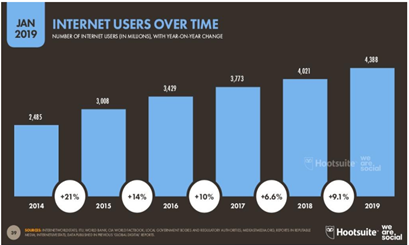 JAN
2019
INTERNET USERS OVER TIME
NUMBER OF INTERNET USERS (IN MILLIONS), WITH YEAR-ON-YEAR CHANGE
2,485
3,008
3,429
3,773
4,021
4,388
Hootsuite
we
are.
social
2014
+21%
2015
+14%
2016
+10%
2017
+6.6%
2018
+9.1%
2019
39
SOURCES:
Hootsuite
we
are.
social